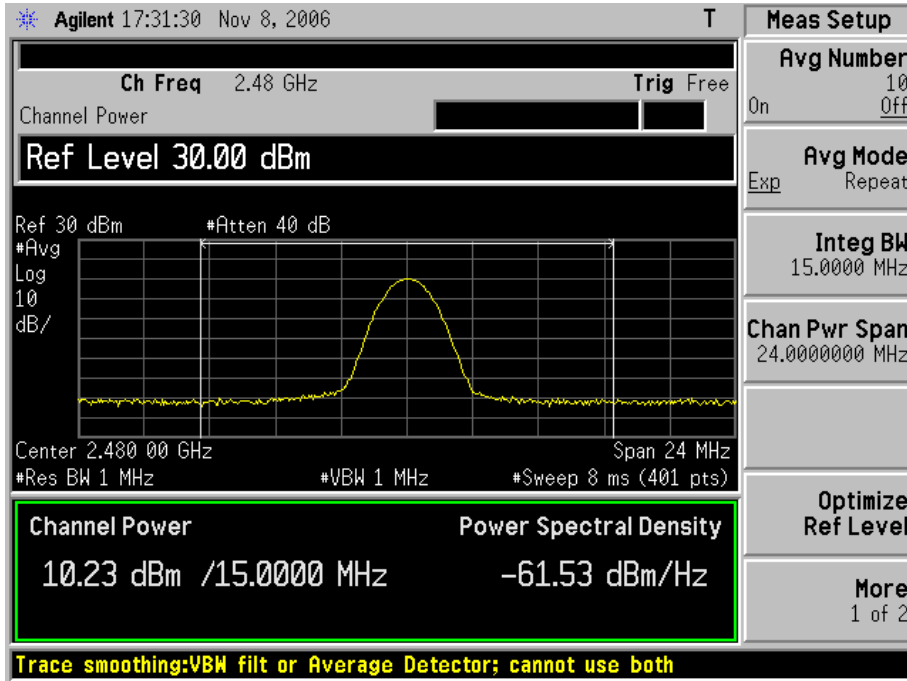 Agilent 17:31:30 Nov 8, 2006 T
Ch Freq 2.48 GHz Trig Free
Channel Power
Ref Level 30.00 dBm
Ref 30 dBm #Atten 40 dB
#Avg
Log
10
dB/
Center 2.480 00 GHz Span 24 MHz
#Res BW 1 MHz #VBW 1 MHz #Sweep 8 ms (401 pts)
Channel Power Power Spectral Density
10.23 dBm /15.0000 MHz -61.53 dBm/Hz
Trace smoothing:VBW filt or Average Detector; cannot use both
Meas Setup
Avg Number
10
On Off
Avg Mode
Exp Repeat
Integ BW
15.0000 MHz
Chan Pwr Span
24.0000000 MHz
Optimize
Ref Level
More
1 of 2